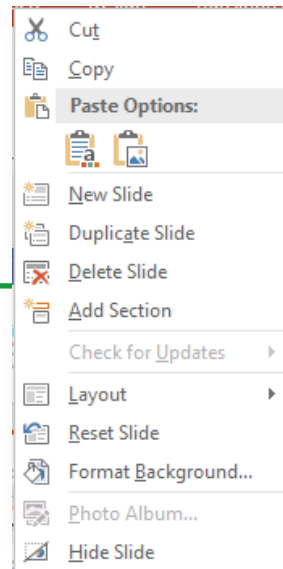 Cut
Copy
Paste Options:
a
New Slide
Duplicate Slide
Delete Slide
Add Section
Check for Updates
Layout
Reset Slide
Format Background...
Photo Album...
Hide Slide